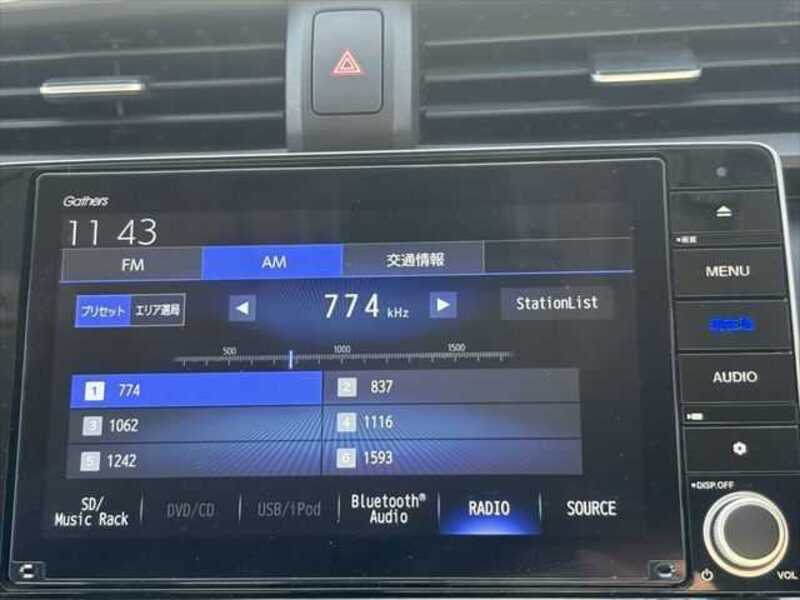 Gathers
11 43
FM AM 交通情報
プリセット エリア選局 774 kHz StationList
500 1000 1500
1 774 2 837
3 1062 4 1116
5 1242 6 1593
SD/ Music Rack DVD/CD USB/iPod Bluetooth® Audio RADIO SOURCE
MENU
AUDIO
DISP.OFF
VOL